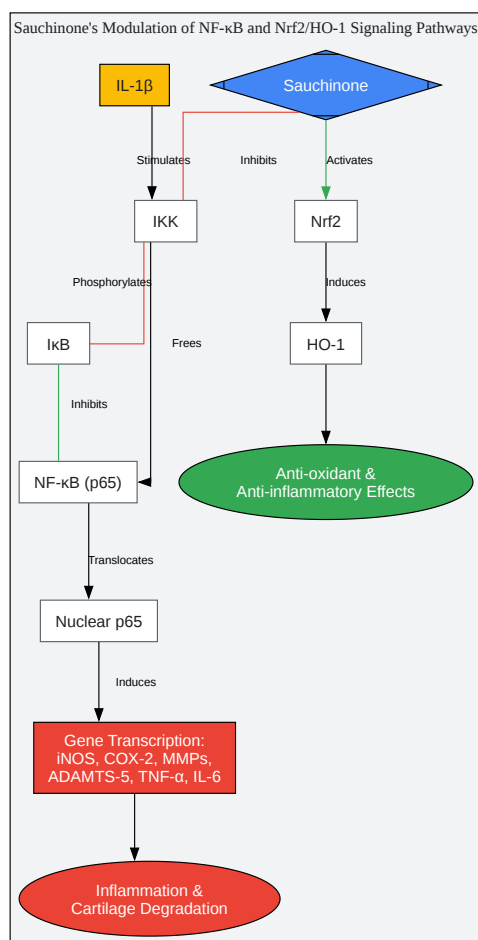 Sauchinone's Modulation of NF-κB and Nrf2/HO-1 Signaling Pathways
IL-1β
Sauchinone
Stimulates
Inhibits
Activates
IKK
Nrf2
Phosphorylates
Induces
IκB
Frees
HO-1
Inhibits
NF-κB (p65)
Anti-oxidant &
Anti-inflammatory Effects
Translocates
Nuclear p65
Induces
Gene Transcription:
iNOS, COX-2, MMPs,
ADAMTS-5, TNF-α, IL-6
Inflammation &
Cartilage Degradation